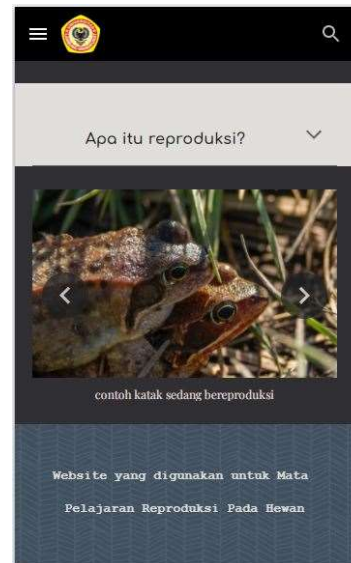 Apa itu reproduksi?
contoh katak sedang bereproduksi
Website yang digunakan untuk Mata
Pelajaran Reproduksi Pada Hewan